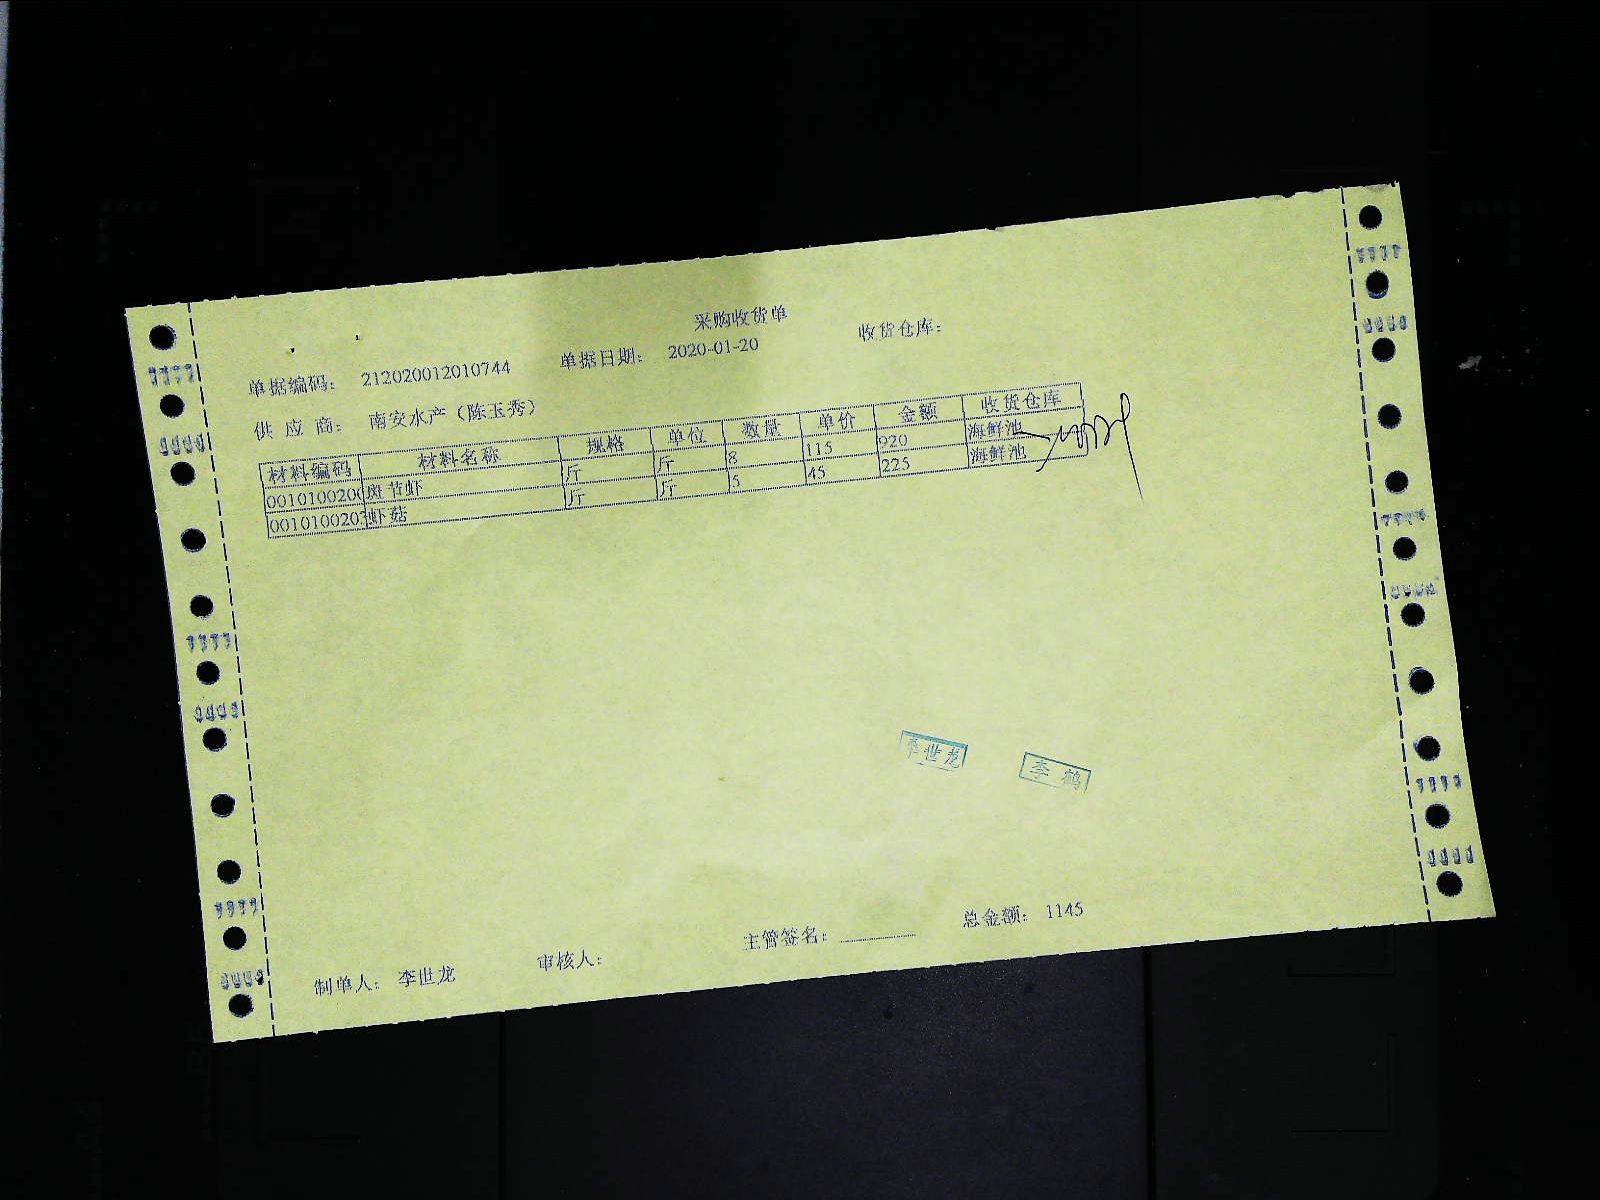 采购收货单
单据编码： 212020012010744 单据日期： 2020-01-20 收货仓库：
供 应 商： 南安水产（陈玉秀）
材料编码 材料名称 规格 单位 数量 单价 金额 收货仓库
0010100200 斑节虾 斤 斤 8 115 920 海鲜池
001010020 虾菇 斤 斤 5 45 225 海鲜池
李世龙 李鹤
制单人： 李世龙 审核人： 主管签名： 总金额： 1145